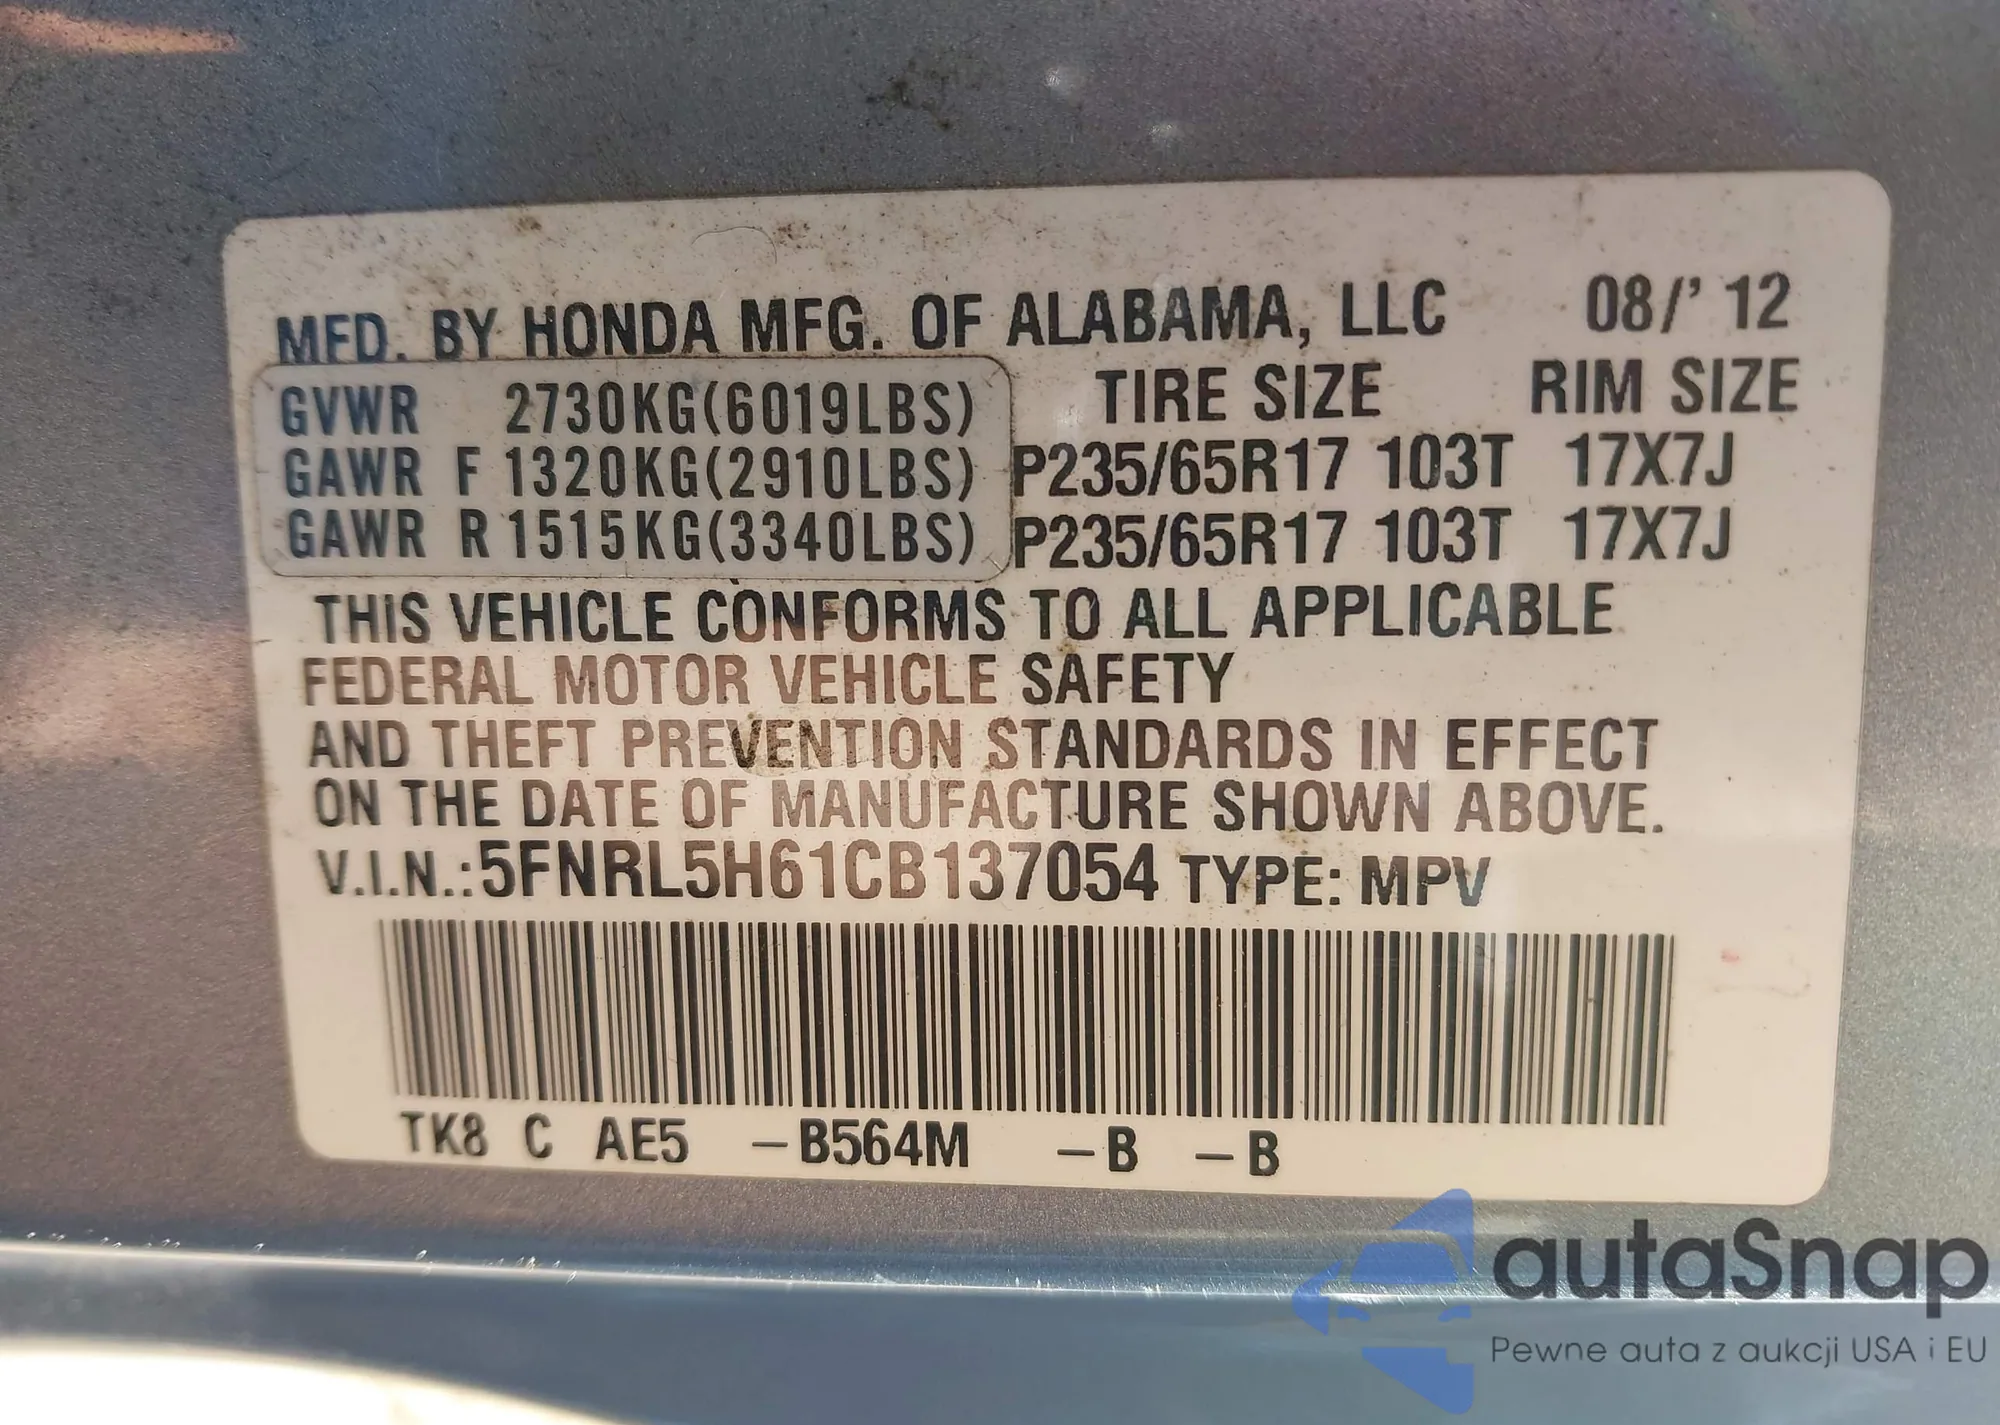 MFD. BY HONDA MFG. OF ALABAMA, LLC 08/'12
GVWR 2730KG(6019LBS) TIRE SIZE RIM SIZE
GAWR F 1320KG(2910LBS) P235/65R17 103T 17X7J
GAWR R 1515KG(3340LBS) P235/65R17 103T 17X7J
THIS VEHICLE CONFORMS TO ALL APPLICABLE
FEDERAL MOTOR VEHICLE SAFETY
AND THEFT PREVENTION STANDARDS IN EFFECT
ON THE DATE OF MANUFACTURE SHOWN ABOVE.
V.I.N.:5FNRL5H61CB137054 TYPE: MPV
TK8 C AE5 –B564M –B –B
autaSnap
Pewne auta z aukcji USA i EU